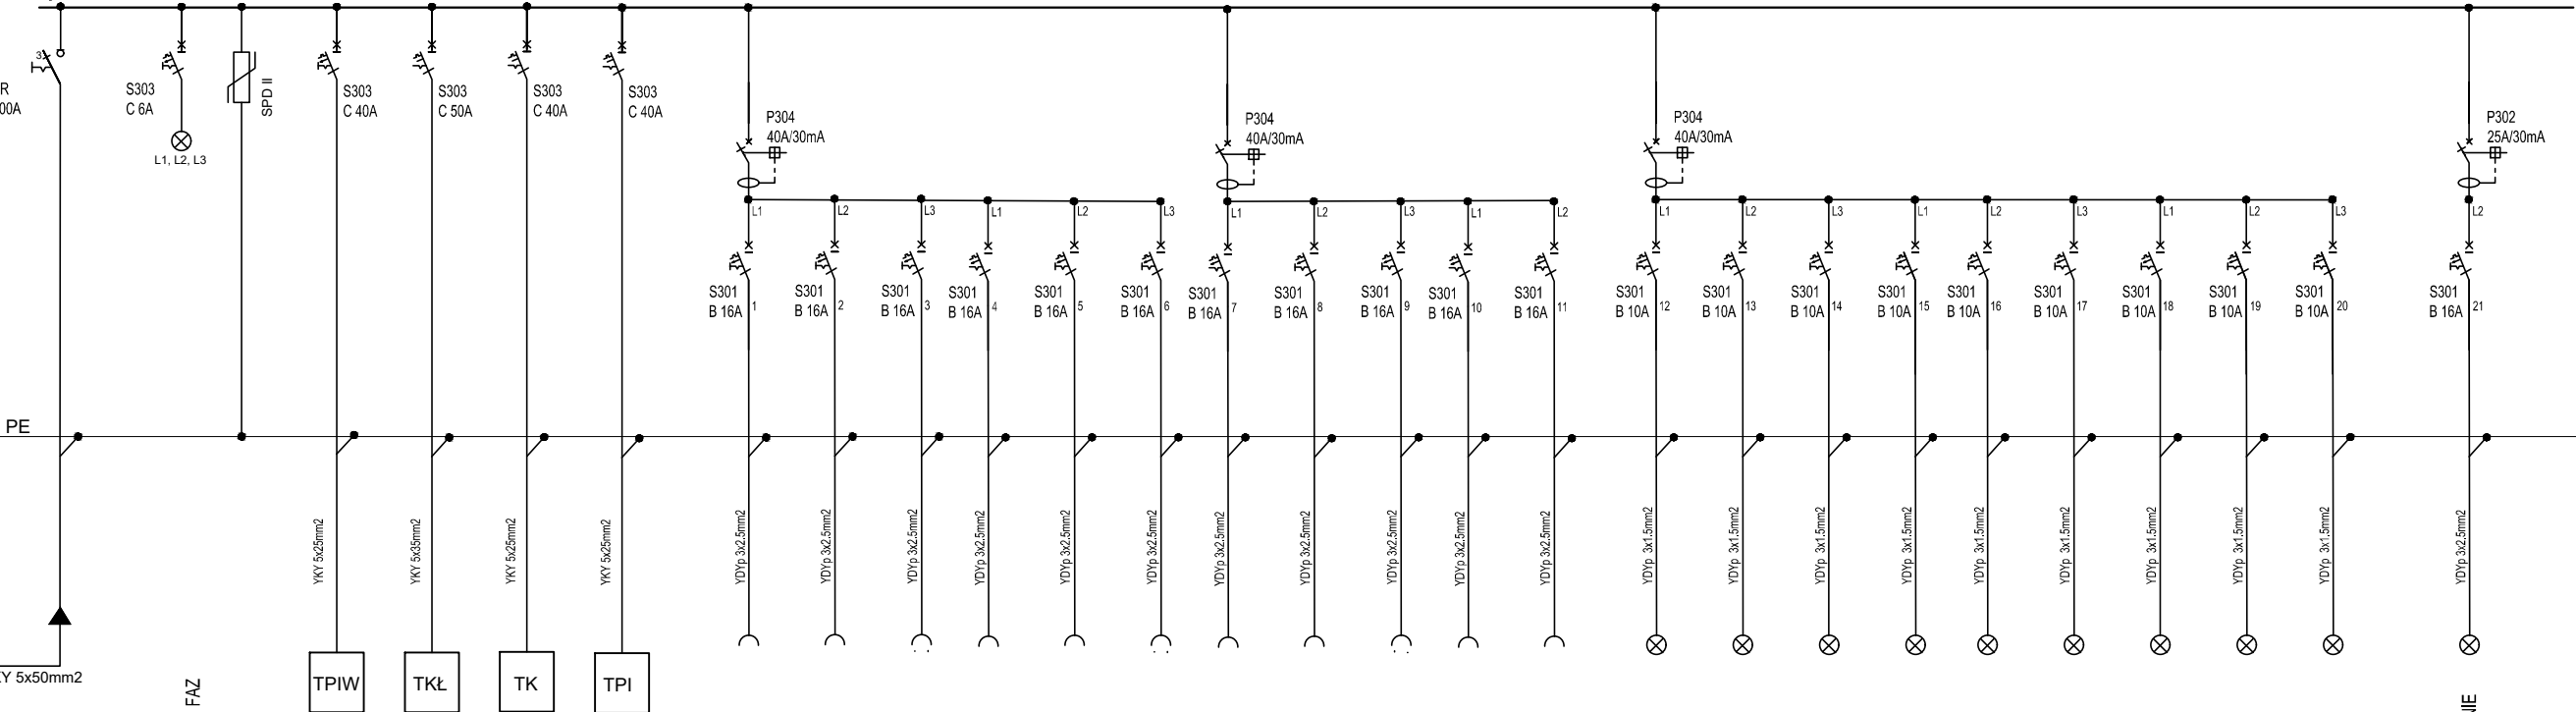 3
R
00A
S303
C 6A
L1, L2, L3
SPD II
S303
C 40A
S303
C 50A
S303
C 40A
S303
C 40A
P304
40A/30mA
P304
40A/30mA
P304
40A/30mA
P302
25A/30mA
L1
L2
L3
L1
L2
L3
L1
L2
L3
L1
L2
L1
L2
L3
L1
L2
L3
L1
L2
L3
L2
S301
B 16A 1
S301
B 16A 2
S301
B 16A 3
S301
B 16A 4
S301
B 16A 5
S301
B 16A 6
S301
B 16A 7
S301
B 16A 8
S301
B 16A 9
S301
B 16A 10
S301
B 16A 11
S301
B 10A 12
S301
B 10A 13
S301
B 10A 14
S301
B 10A 15
S301
B 10A 16
S301
B 10A 17
S301
B 10A 18
S301
B 10A 19
S301
B 10A 20
S301
B 16A 21
PE
YKY 5x25mm2
YKY 5x35mm2
YKY 5x25mm2
YKY 5x25mm2
YDYp 3x2.5mm2
YDYp 3x2.5mm2
YDYp 3x2.5mm2
YDYp 3x2.5mm2
YDYp 3x2.5mm2
YDYp 3x2.5mm2
YDYp 3x2.5mm2
YDYp 3x2.5mm2
YDYp 3x2.5mm2
YDYp 3x2.5mm2
YDYp 3x2.5mm2
YDYp 3x1.5mm2
YDYp 3x1.5mm2
YDYp 3x1.5mm2
YDYp 3x1.5mm2
YDYp 3x1.5mm2
YDYp 3x1.5mm2
YDYp 3x1.5mm2
YDYp 3x1.5mm2
YDYp 3x1.5mm2
YDYp 3x2.5mm2
KY 5x50mm2
FAZ
TPIW
TKŁ
TK
TPI
NIE